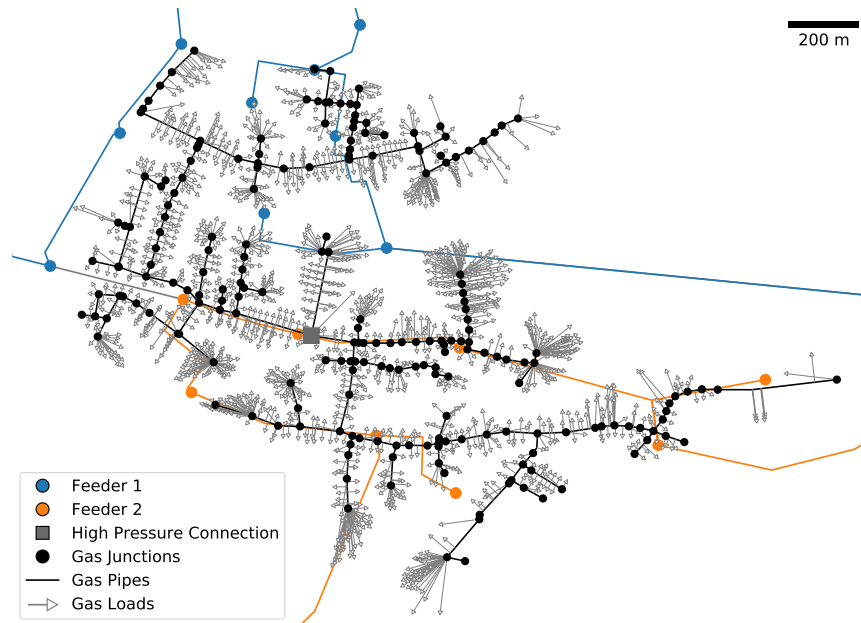 200 m
Feeder 1
Feeder 2
High Pressure Connection
Gas Junctions
Gas Pipes
Gas Loads